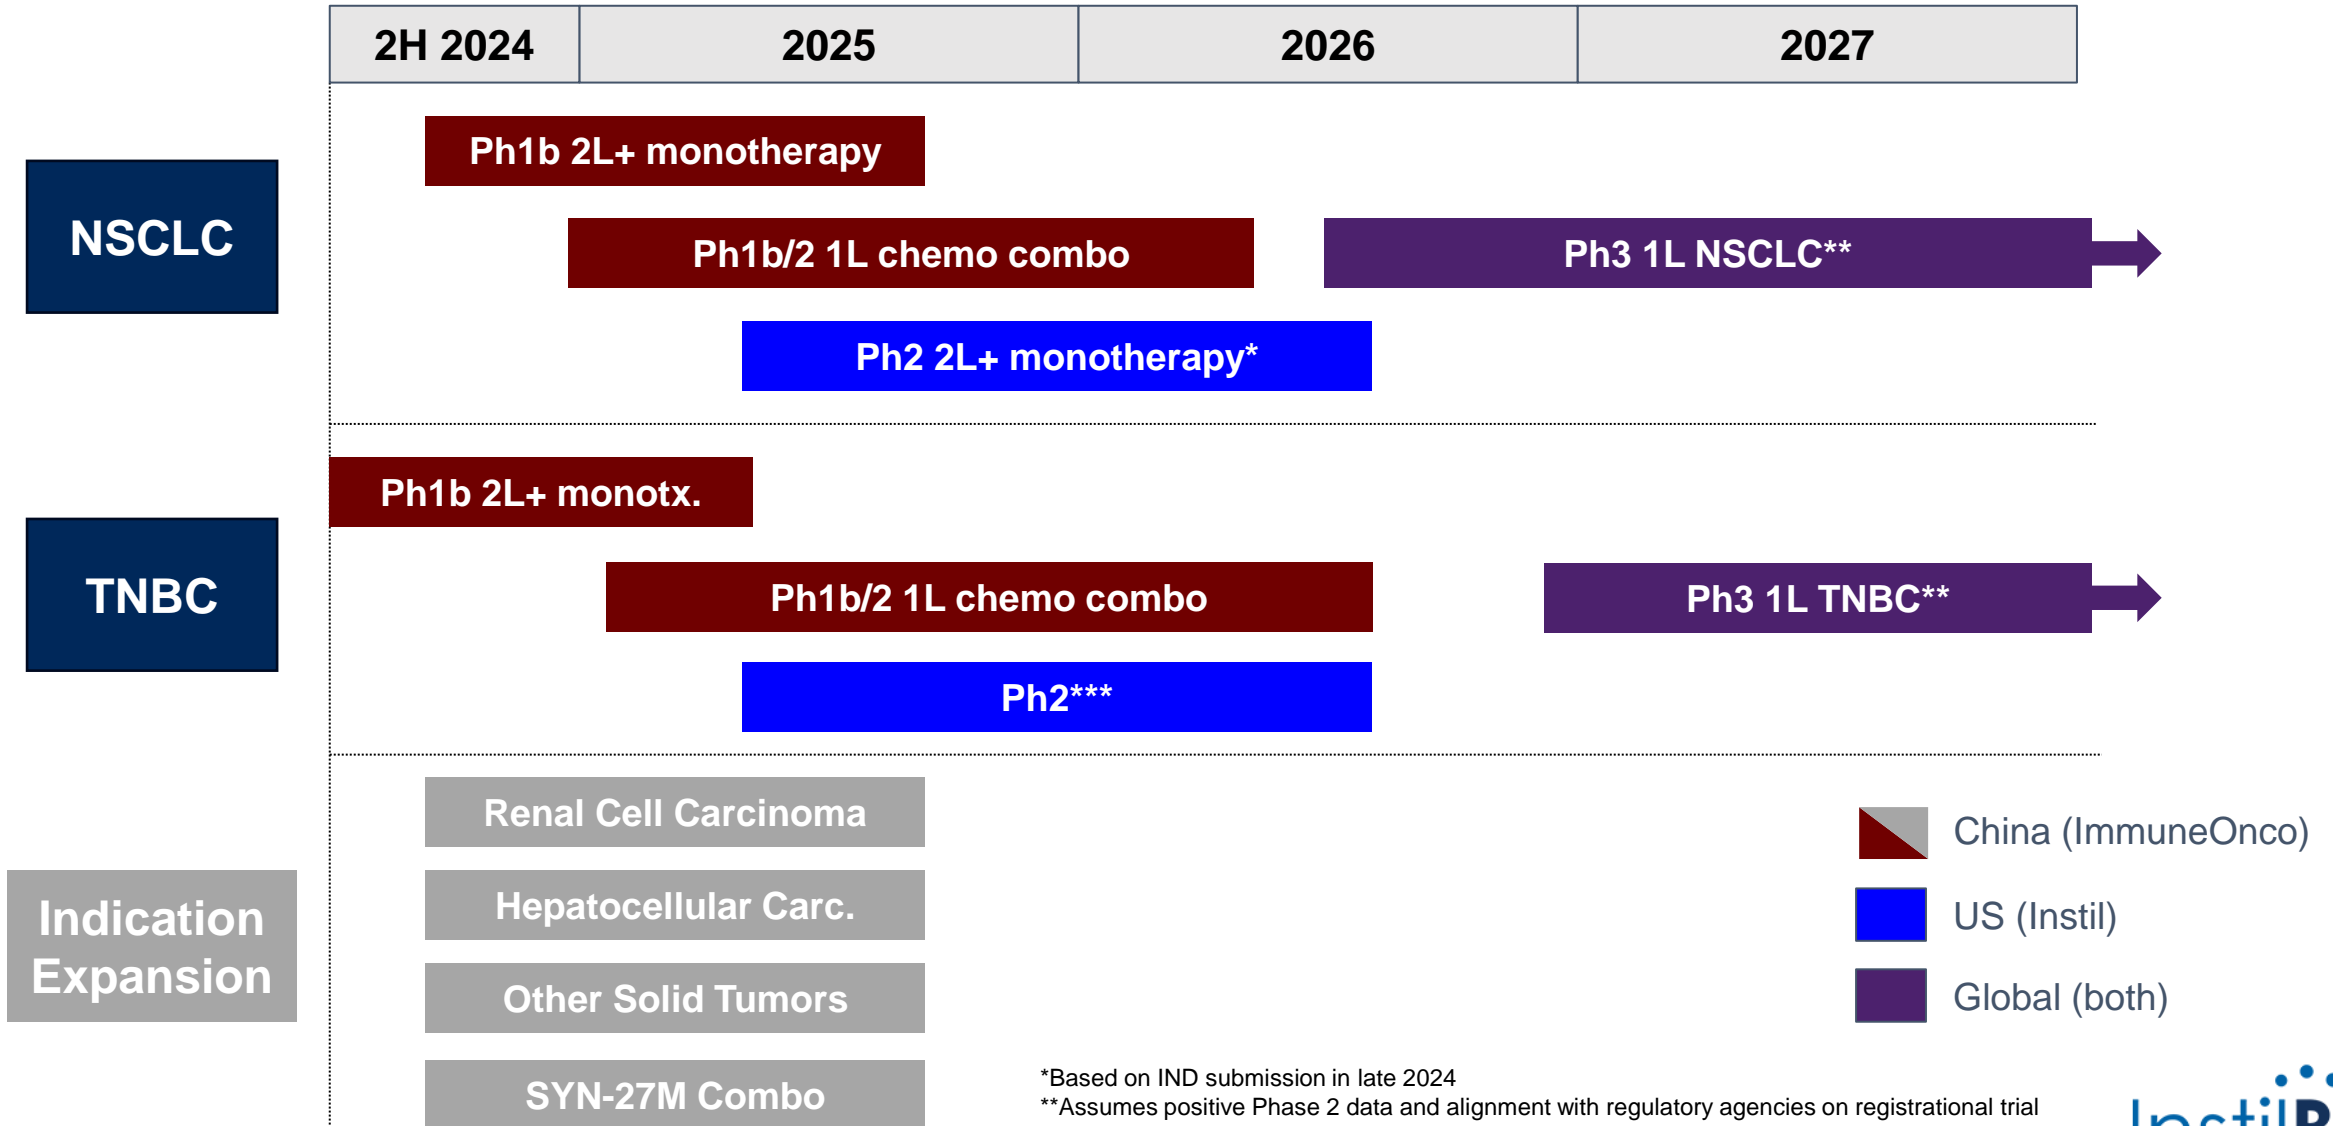 2H 2024
2025
2026
2027
NSCLC
Ph1b 2L+ monotherapy
Ph1b/2 1L chemo combo
Ph3 1L NSCLC**
Ph2 2L+ monotherapy*
TNBC
Ph1b 2L+ monotx.
Ph1b/2 1L chemo combo
Ph3 1L TNBC**
Ph2***
Indication
Expansion
Renal Cell Carcinoma
Hepatocellular Carc.
Other Solid Tumors
SYN-27M Combo
China (ImmuneOnco)
US (Instil)
Global (both)
*Based on IND submission in late 2024
**Assumes positive Phase 2 data and alignment with regulatory agencies on registrational trial